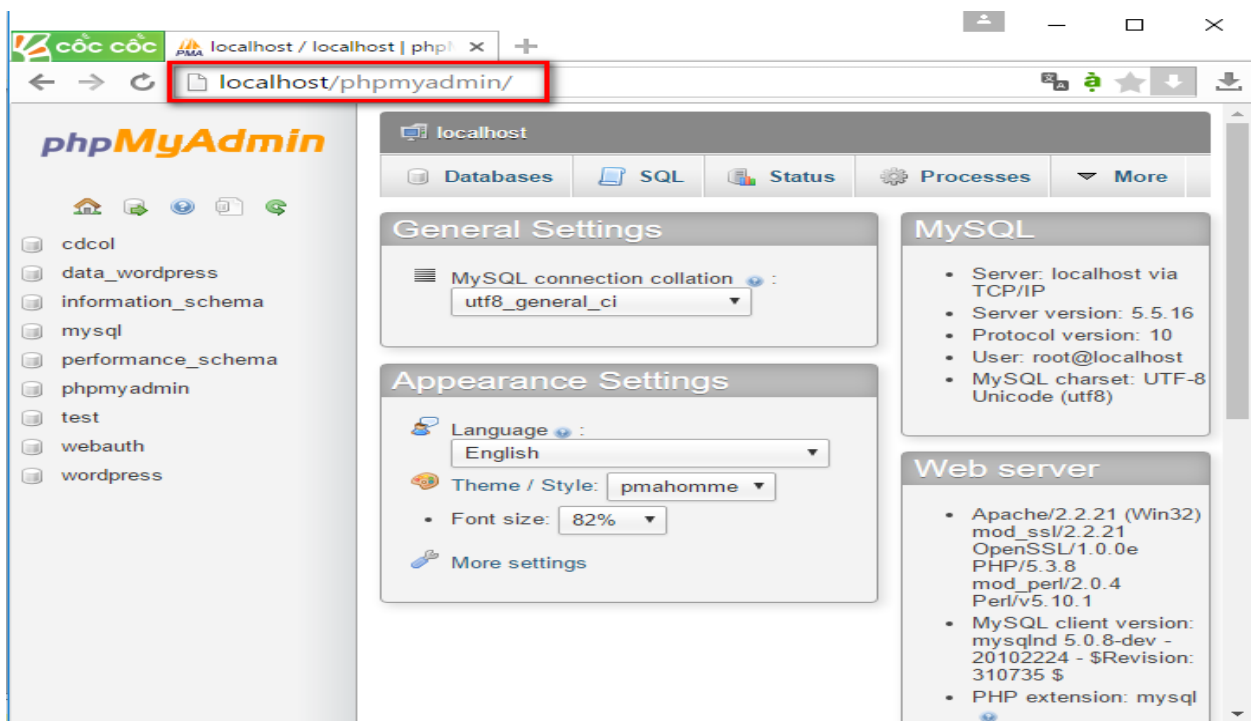 cốc cốc
PMA
localhost / localhost | php
localhost/phpmyadmin/
phpMyAdmin
cdcol
data_wordpress
information_schema
mysql
performance_schema
phpmyadmin
test
webauth
wordpress
localhost
Databases SQL Status Processes More
General Settings
MySQL connection collation :
utf8_general_ci
Appearance Settings
Language :
English
Theme / Style: pmahomme
Font size: 82%
More settings
MySQL
Server: localhost via
TCP/IP
Server version: 5.5.16
Protocol version: 10
User: root@localhost
MySQL charset: UTF-8
Unicode (utf8)
Web server
Apache/2.2.21 (Win32)
mod_ssl/2.2.21
OpenSSL/1.0.0e
PHP/5.3.8
mod_perl/2.0.4
Perl/v5.10.1
MySQL client version:
mysqlnd 5.0.8-dev -
20102224 - $Revision:
310735 $
PHP extension: mysql